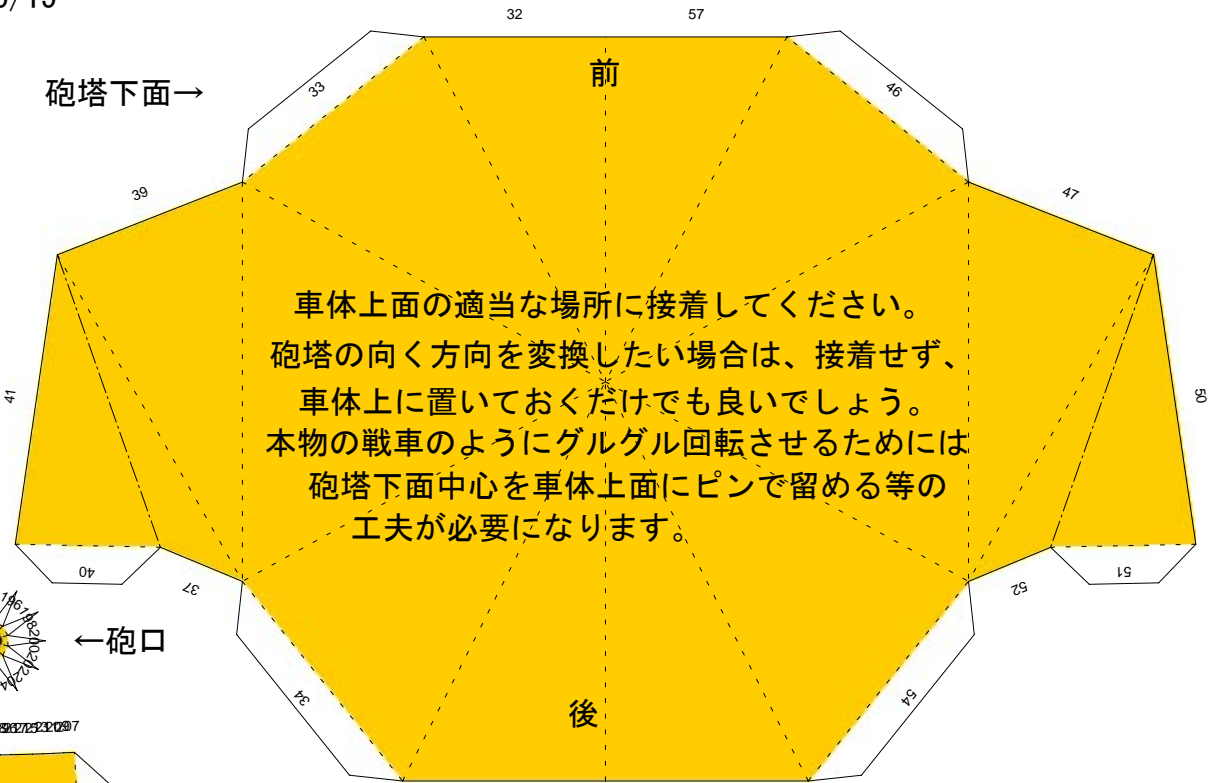 32 57
砲塔下面→
前
33
46
39
47
車体上面の適当な場所に接着してください。
砲塔の向く方向を変換したい場合は、接着せず、
車体上に置いておくだけでも良いでしょう。
本物の戦車のようにグルグル回転させるためには
砲塔下面中心を車体上面にピンで留める等の
工夫が必要になります。
41
50
40
37
52
51
196
198
200
202
←砲口
34
54
後